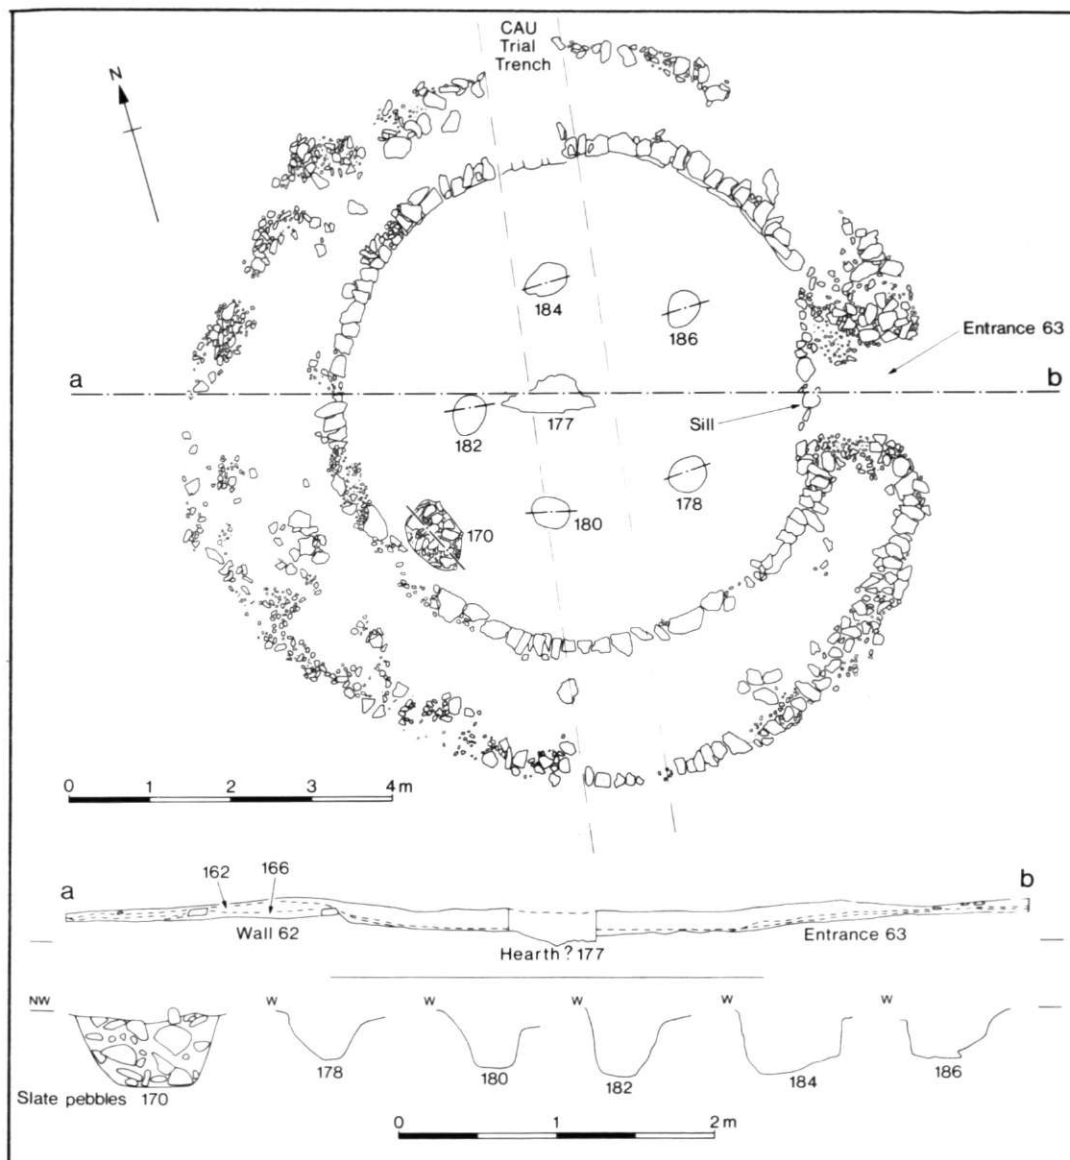 CAU
Trial
Trench
N
184
186
Entrance 63
a
b
182
177
Sill
178
170
180
0 1 2 3 4 m
a
162
166
b
Wall 62
Entrance 63
Hearth? 177
NW
W
W
W
W
W
178
180
182
184
186
Slate pebbles 170
0 1 2 m